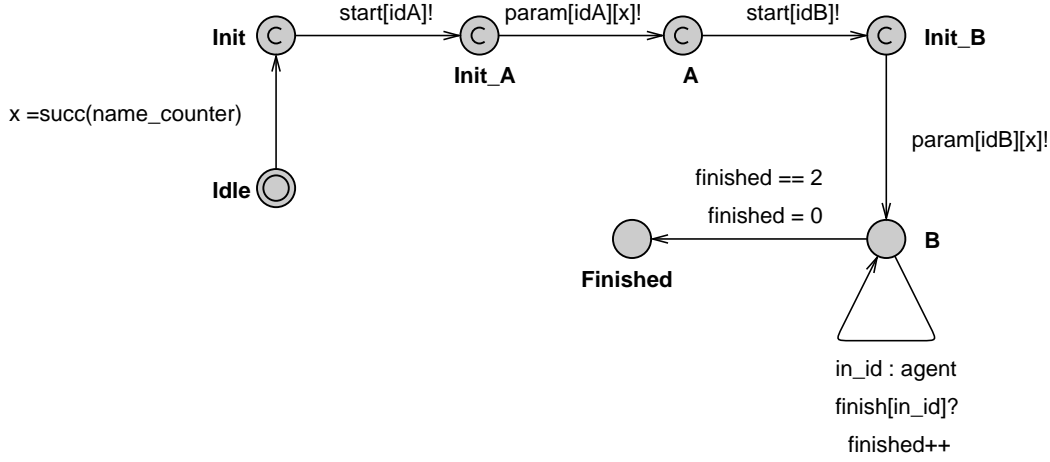 start[idA]!
param[idA][x]!
start[idB]!
Init
C
C
C
C
Init_B
Init_A
A
x =succ(name_counter)
param[idB][x]!
Idle
finished == 2
finished = 0
B
Finished
in_id : agent
finish[in_id]?
finished++